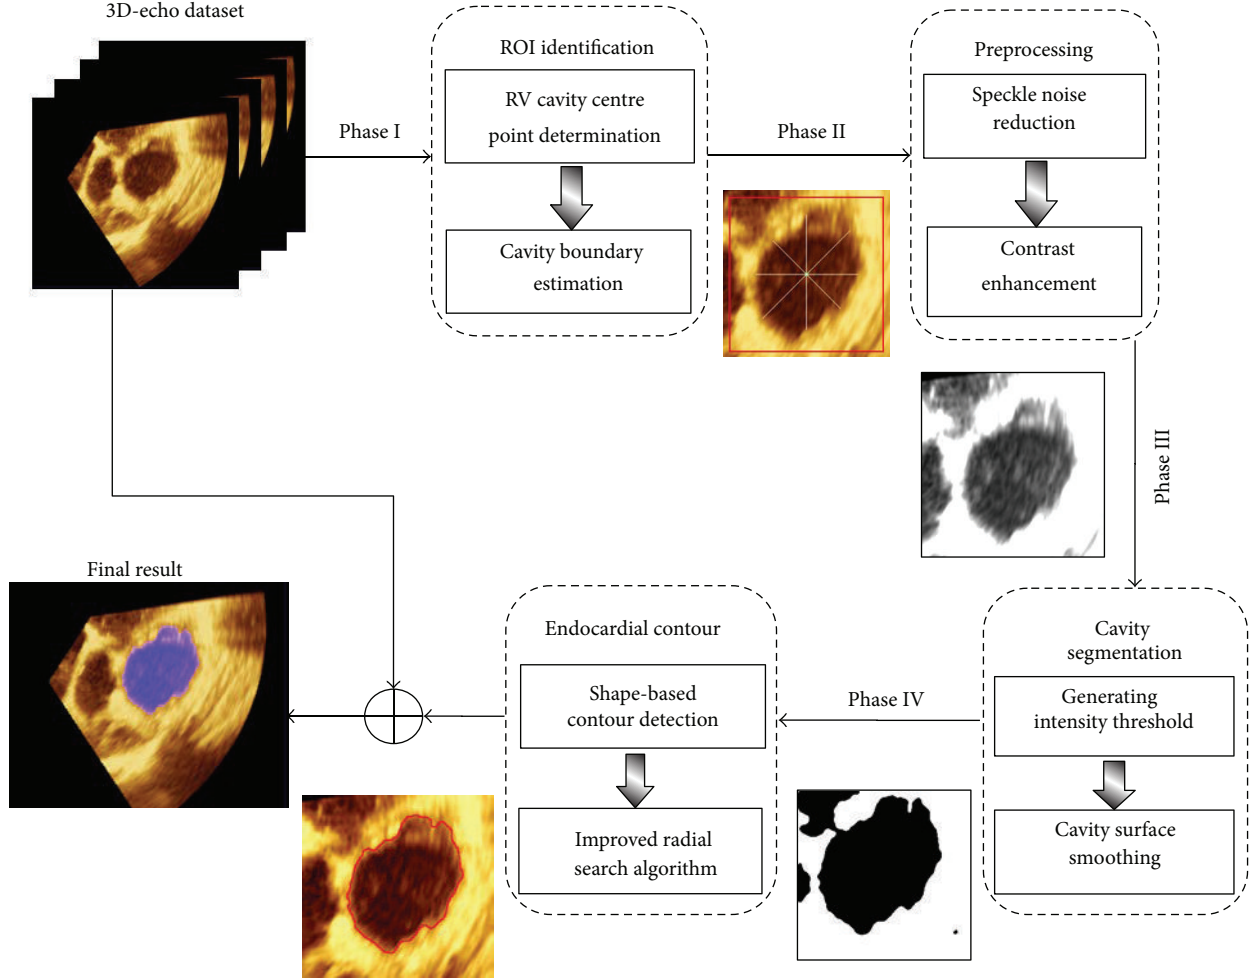 3D-echo dataset
Phase I
ROI identification
RV cavity centre
point determination
Cavity boundary
estimation
Phase II
Preprocessing
Speckle noise
reduction
Contrast
enhancement
Phase III
Cavity
segmentation
Generating
intensity threshold
Cavity surface
smoothing
Phase IV
Endocardial contour
Shape-based
contour detection
Improved radial
search algorithm
Final result